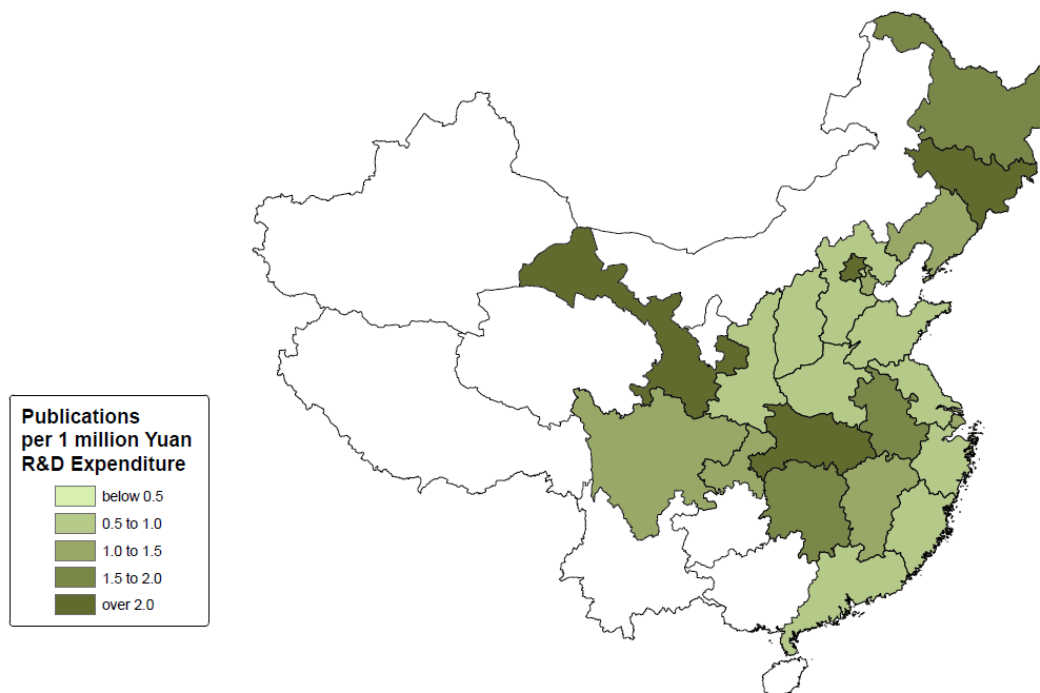 Publications
per 1 million Yuan
R&D Expenditure
below 0.5
0.5 to 1.0
1.0 to 1.5
1.5 to 2.0
over 2.0